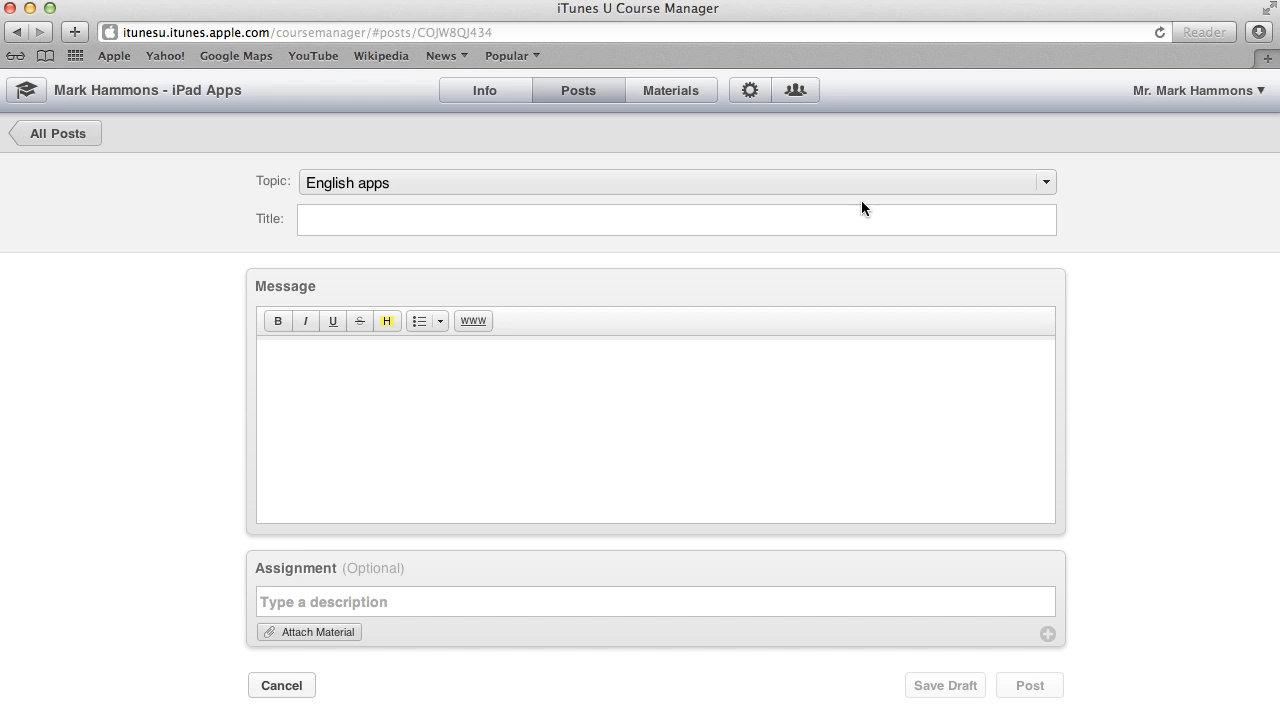 iTunes U Course Manager
itunesu.itunes.apple.com/coursemanager/#posts/COJW8QJ434
Reader
Apple Yahoo! Google Maps YouTube Wikipedia News Popular
Mark Hammons - iPad Apps
Info Posts Materials
Mr. Mark Hammons
All Posts
Topic: English apps
Title:
Message
B I U S H WWW
Assignment (Optional)
Type a description
Attach Material
Cancel Save Draft Post